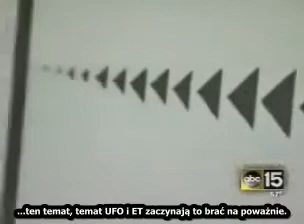 abc 15
...ten temat, temat UFO i ET zaczynają to brać na poważnie.